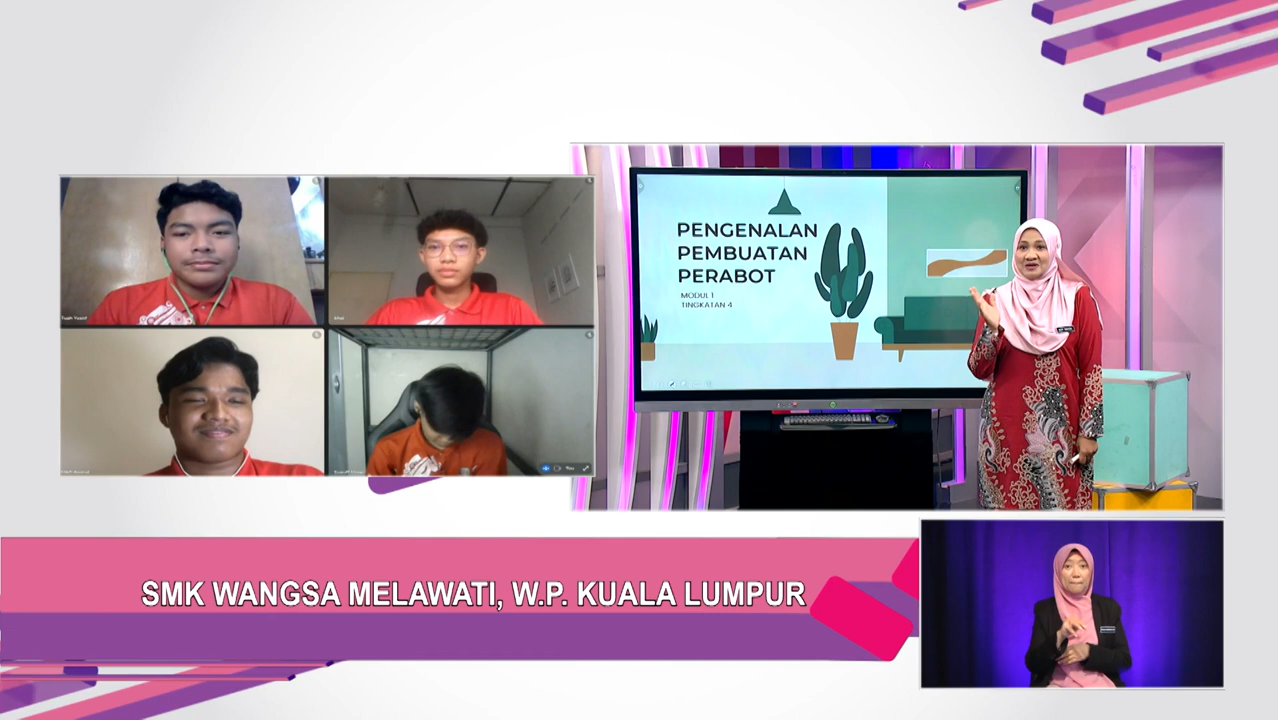 PENGENALAN
PEMBUATAN
PERABOT
MODUL 1
TINGKATAN 4
SMK WANGSA MELAWATI, W.P. KUALA LUMPUR